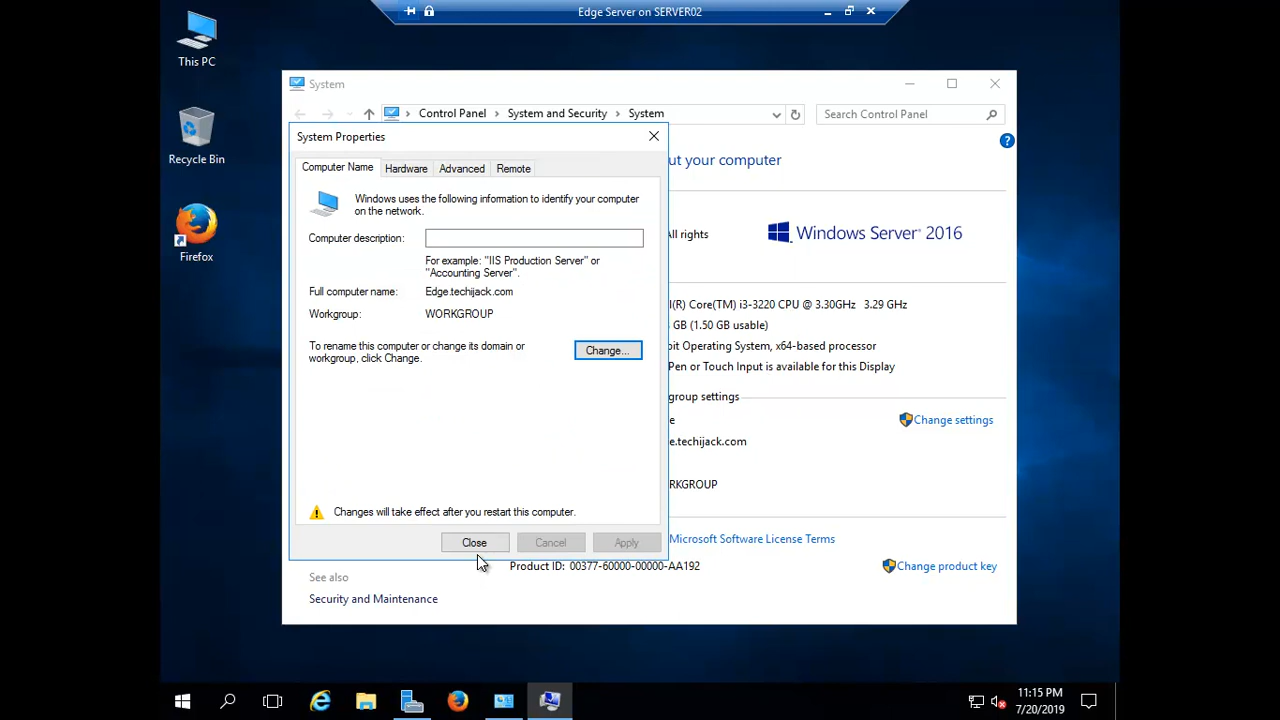 Edge Server on SERVER02
This PC
Recycle Bin
Firefox
System
Control Panel > System and Security > System
Search Control Panel
System Properties
Computer Name
Hardware
Advanced
Remote
Windows uses the following information to identify your computer
on the network.
Computer description:
For example: "IIS Production Server" or
"Accounting Server".
Full computer name: Edge.techijack.com
Workgroup: WORKGROUP
To rename this computer or change its domain or
workgroup, click Change.
Change...
Changes will take effect after you restart this computer.
Close
Cancel
Apply
ut your computer
All rights
Windows Server® 2016
(R) Core(TM) i3-3220 CPU @ 3.30GHz 3.29 GHz
GB (1.50 GB usable)
bit Operating System, x64-based processor
Pen or Touch Input is available for this Display
group settings
e
Change settings
e.techijack.com
RKGROUP
Microsoft Software License Terms
Product ID: 00377-60000-00000-AA192
Change product key
See also
Security and Maintenance
11:15 PM
7/20/2019